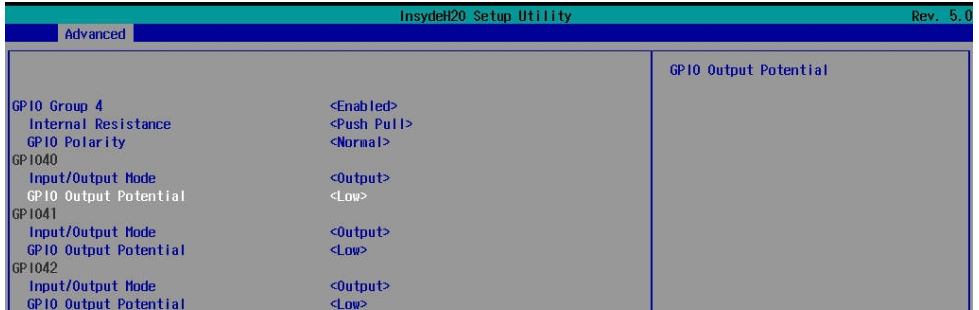 InsydeH2O Setup Utility Rev. 5.0
Advanced
GPIO Output Potential
GPIO Group 4 <Enabled>
Internal Resistance <Push Pull>
GPIO Polarity <Normal>
GPIO40
Input/Output Mode <Output>
GPIO Output Potential <Low>
GPIO41
Input/Output Mode <Output>
GPIO Output Potential <Low>
GPIO42
Input/Output Mode <Output>
GPIO Output Potential <Low>